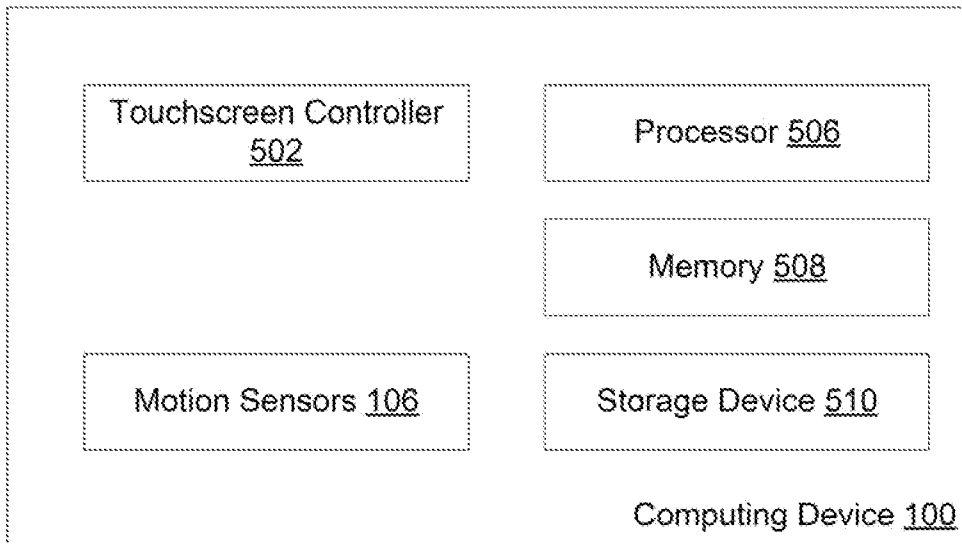 Touchscreen Controller
502
Processor 506
Memory 508
Motion Sensors 106
Storage Device 510
Computing Device 100